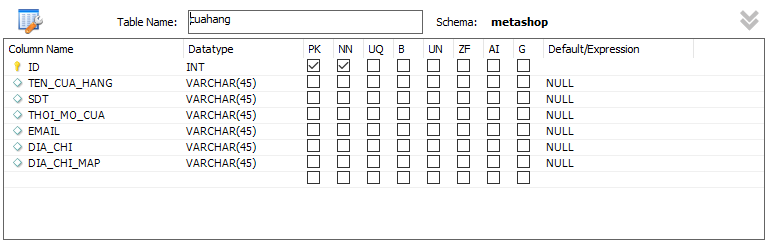 Table Name: cuahang Schema: metashop
Column Name Datatype PK NN UQ B UN ZF AI G Default/Expression
ID INT
TEN_CUA_HANG VARCHAR(45) NULL
SDT VARCHAR(45) NULL
THOI_MO_CUA VARCHAR(45) NULL
EMAIL VARCHAR(45) NULL
DIA_CHI VARCHAR(45) NULL
DIA_CHI_MAP VARCHAR(45) NULL